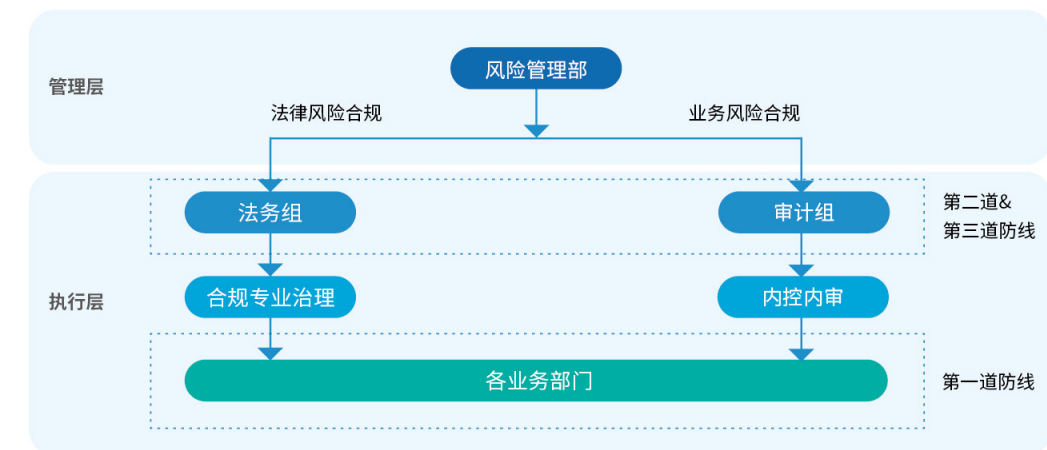 风险管理部
管理层
法律风险合规
业务风险合规
法务组
审计组
第二道&
第三道防线
合规专业治理
内控内审
执行层
各业务部门
第一道防线